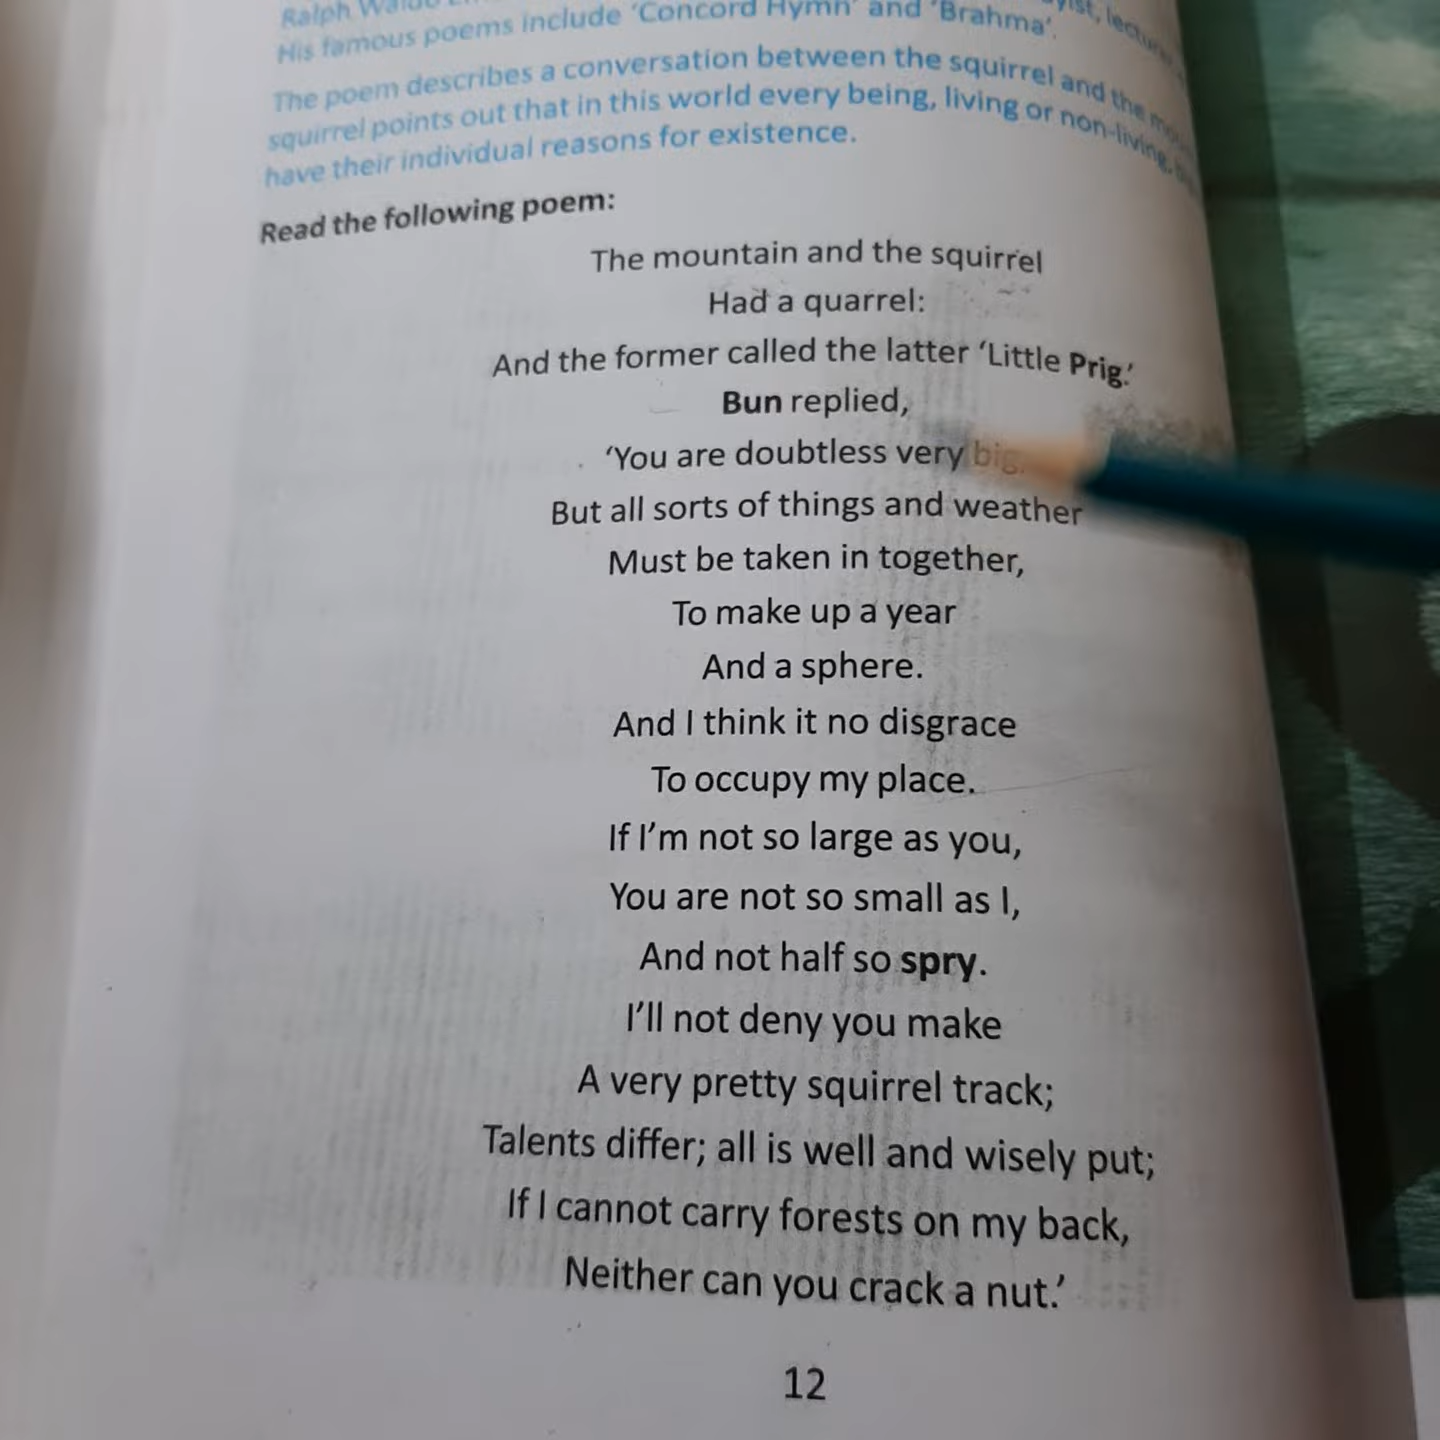 Ralph Waldo
His famous poems include ‘Concord Hymn’ and ‘Brahma’.
The poem describes a conversation between the squirrel and the
squirrel points out that in this world every being, living or non-living,
have their individual reasons for existence.
Read the following poem:
The mountain and the squirrel
Had a quarrel:
And the former called the latter ‘Little Prig.’
Bun replied,
‘You are doubtless very big,
But all sorts of things and weather
Must be taken in together,
To make up a year
And a sphere.
And I think it no disgrace
To occupy my place.
If I’m not so large as you,
You are not so small as I,
And not half so spry.
I’ll not deny you make
A very pretty squirrel track;
Talents differ; all is well and wisely put;
If I cannot carry forests on my back,
Neither can you crack a nut.’
12